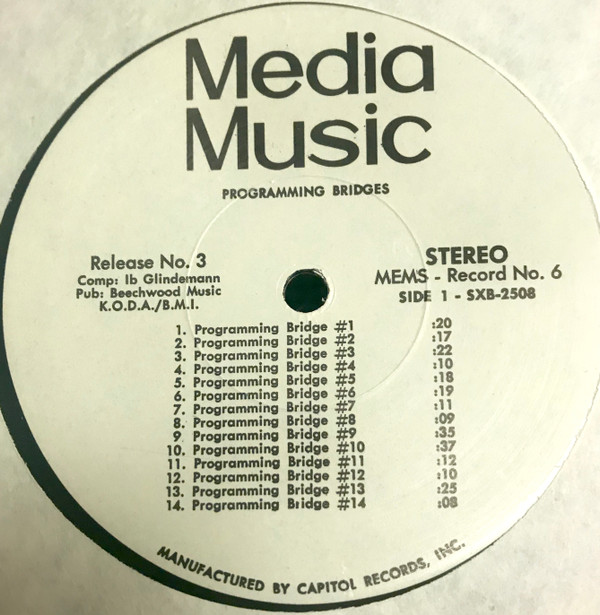 Media
Music
PROGRAMMING BRIDGES
Release No. 3
Comp: Ib Glindemann
Pub: Beechwood Music
K.O.D.A./B.M.I.
STEREO
MEMS - Record No. 6
SIDE 1 - SXB-2508
1. Programming Bridge #1 :20
2. Programming Bridge #2 :17
3. Programming Bridge #3 :22
4. Programming Bridge #4 :10
5. Programming Bridge #5 :18
6. Programming Bridge #6 :19
7. Programming Bridge #7 :11
8. Programming Bridge #8 :09
9. Programming Bridge #9 :35
10. Programming Bridge #10 :37
11. Programming Bridge #11 :12
12. Programming Bridge #12 :10
13. Programming Bridge #13 :25
14. Programming Bridge #14 :08
MANUFACTURED BY CAPITOL RECORDS, INC.